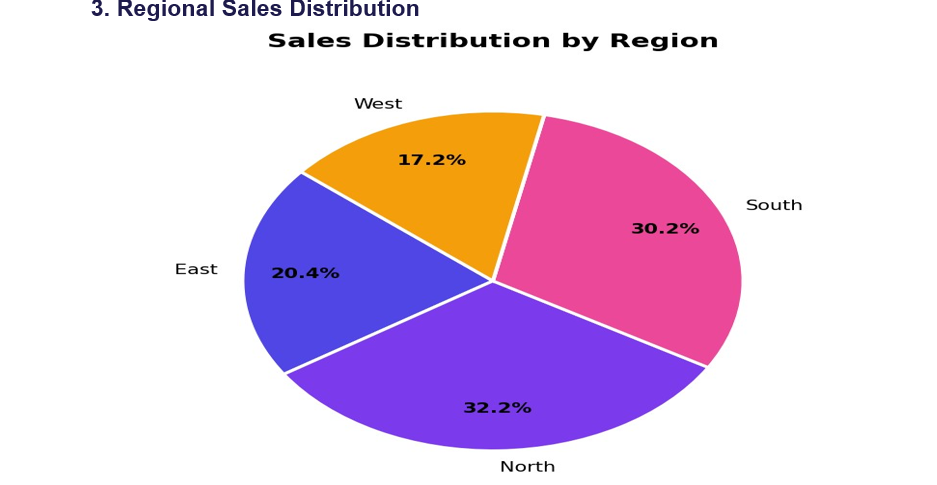 3. Regional Sales Distribution
Sales Distribution by Region
West
17.2%
South
30.2%
East
20.4%
32.2%
North